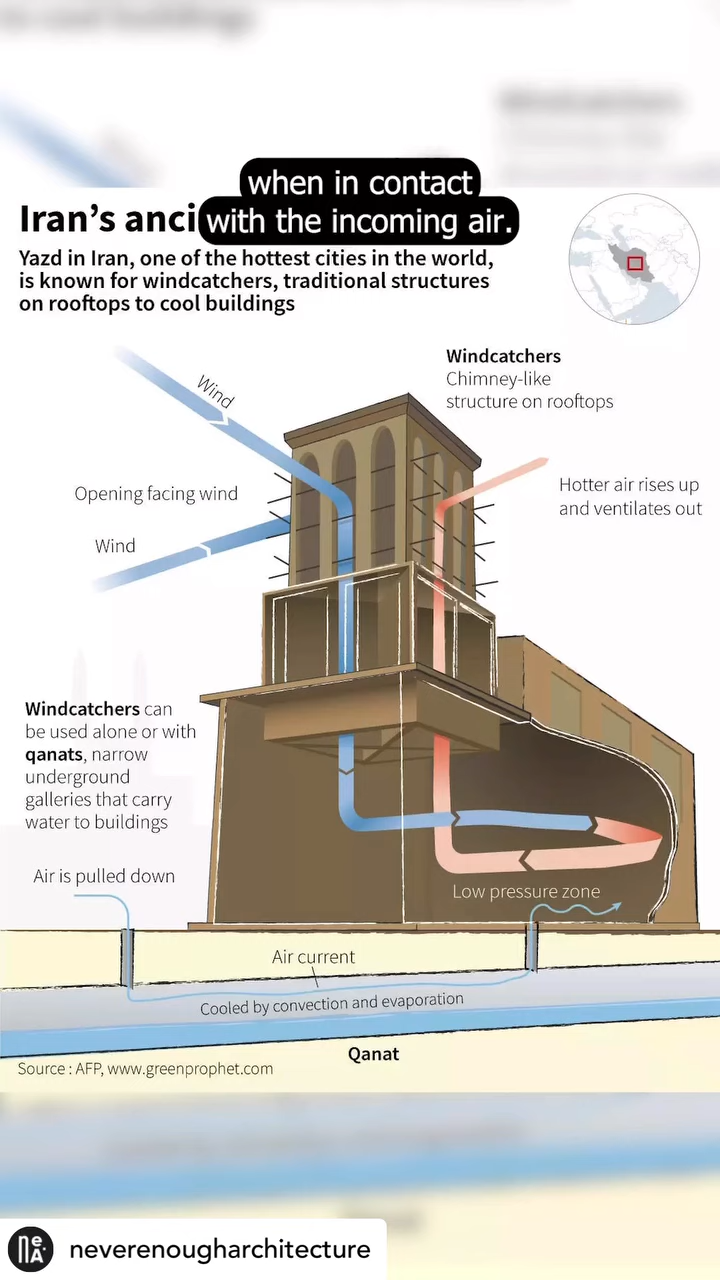 when in contact
with the incoming air.
Iran's anci
Yazd in Iran, one of the hottest cities in the world,
is known for windcatchers, traditional structures
on rooftops to cool buildings
Windcatchers
Chimney-like
structure on rooftops
Wind
Opening facing wind
Wind
Hotter air rises up
and ventilates out
Windcatchers can
be used alone or with
qanats, narrow
underground
galleries that carry
water to buildings
Air is pulled down
Low pressure zone
Air current
Cooled by convection and evaporation
Qanat
Source : AFP, www.greenprophet.com
neA
neverenougharchitecture